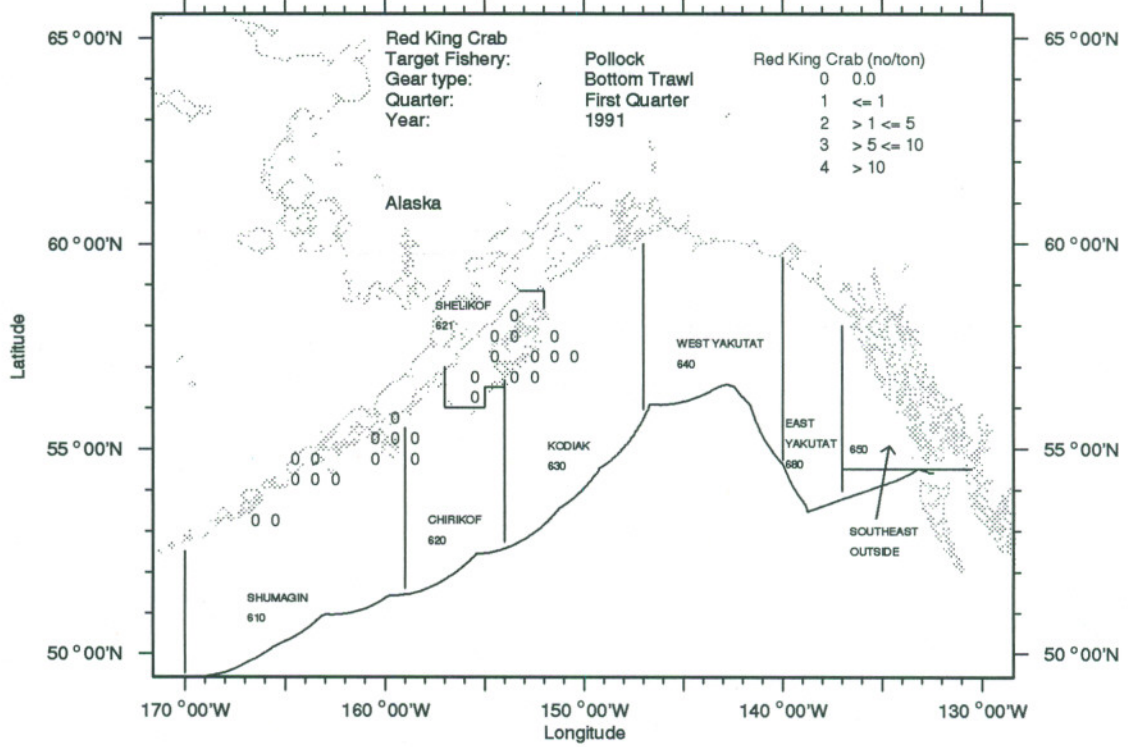 65 °00'N
65 °00'N
Red King Crab
Target Fishery: Pollock
Gear type: Bottom Trawl
Quarter: First Quarter
Year: 1991
Red King Crab (no/ton)
0 0.0
1 <= 1
2 > 1 <= 5
3 > 5 <= 10
4 > 10
Alaska
60 °00'N
60 °00'N
SHELIKOF
621
0
0 0 0
0 0 0 0
0 0 0
0
WEST YAKUTAT
640
0
0 0 0
0 0 0 0
0 0 0
0 0
55 °00'N
55 °00'N
KODIAK
630
EAST
YAKUTAT
680
650
CHIRIKOF
620
SOUTHEAST
OUTSIDE
SHUMAGIN
610
50 °00'N
50 °00'N
170 °00'W 160 °00'W 150 °00'W 140 °00'W 130 °00'W
Latitude
Longitude